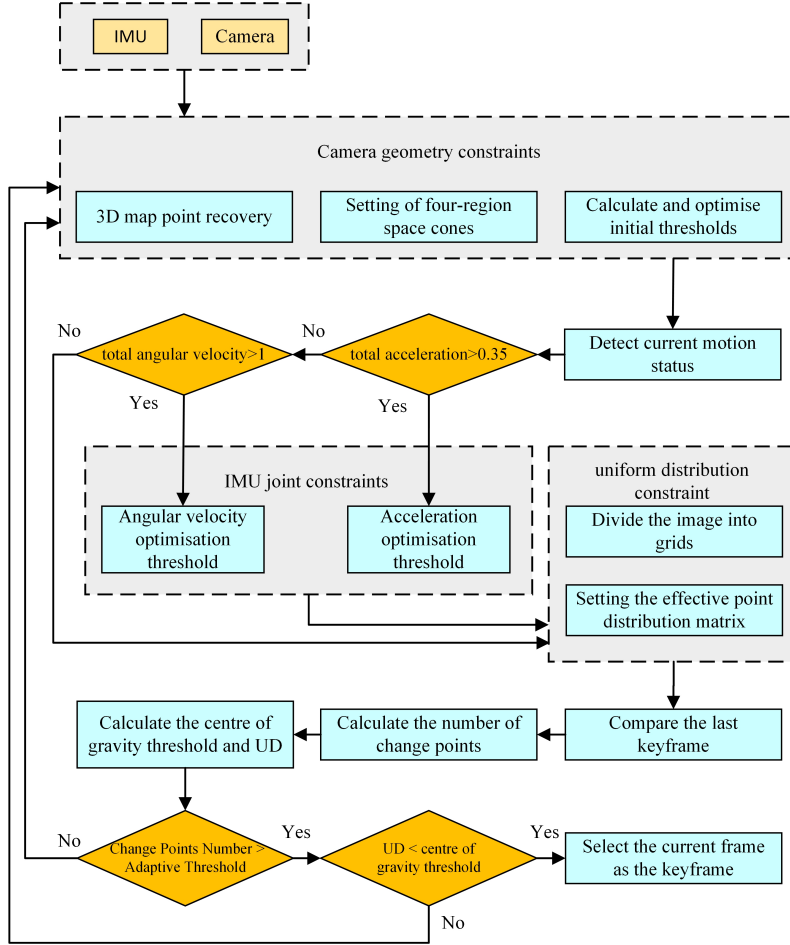 IMU
Camera
Camera geometry constraints
3D map point recovery
Setting of four-region
space cones
Calculate and optimise
initial thresholds
No
total angular velocity>1
No
total acceleration>0.35
Detect current motion
status
Yes
Yes
IMU joint constraints
Angular velocity
optimisation
threshold
Acceleration
optimisation
threshold
uniform distribution
constraint
Divide the image into
grids
Setting the effective point
distribution matrix
Calculate the centre of
gravity threshold and UD
Calculate the number of
change points
Compare the last
keyframe
No
Change Points Number >
Adaptive Threshold
Yes
UD < centre of
gravity threshold
Yes
Select the current frame
as the keyframe
No